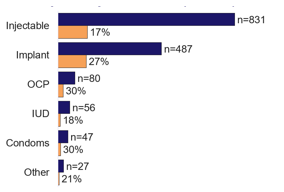 Injectable
n=831
17%
Implant
n=487
27%
OCP
n=80
30%
IUD
n=56
18%
Condoms
n=47
30%
Other
n=27
21%